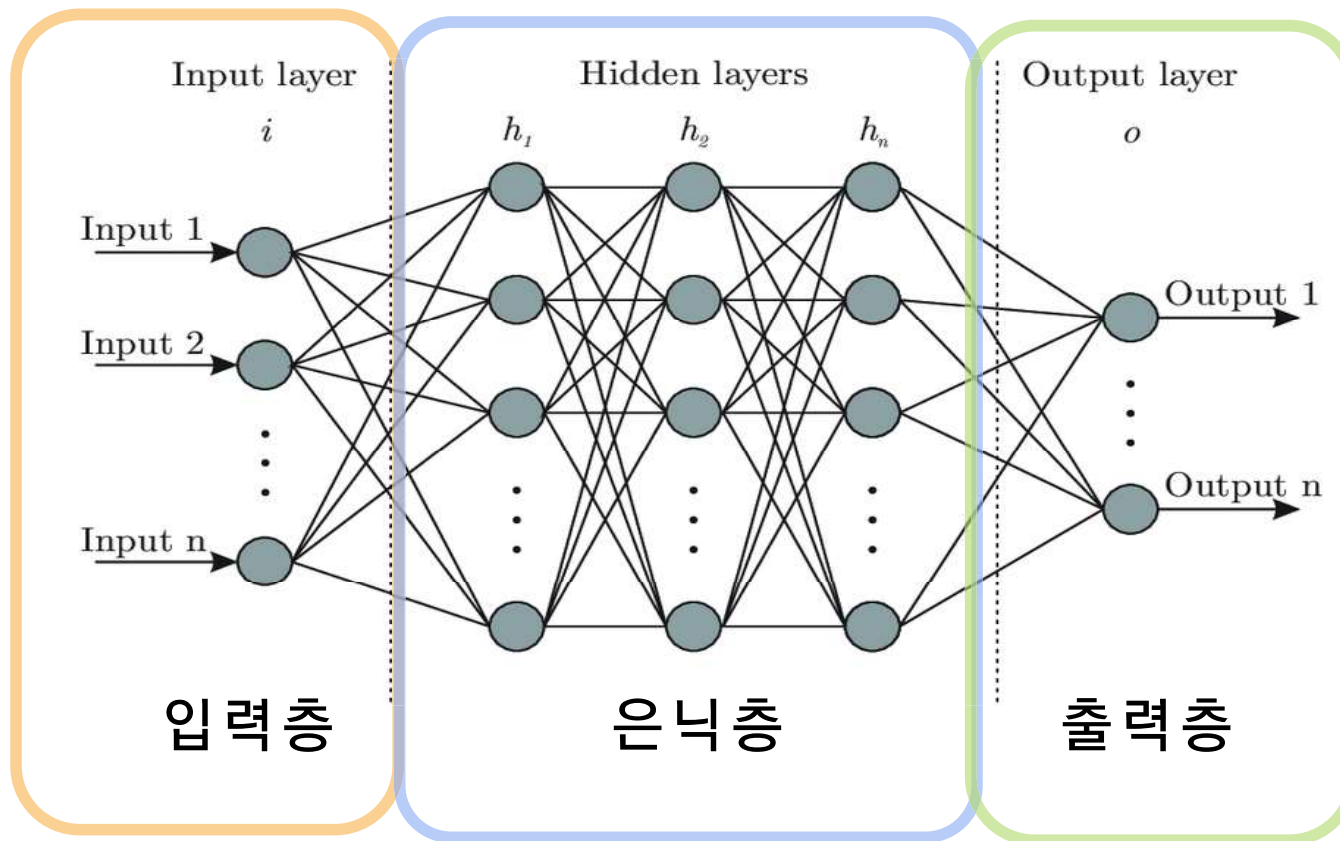 Input layer
Hidden layers
Output layer
i
h₁
h₂
hₙ
o
Input 1
Input 2
Input n
Output 1
Output n
입력층
은닉층
출력층